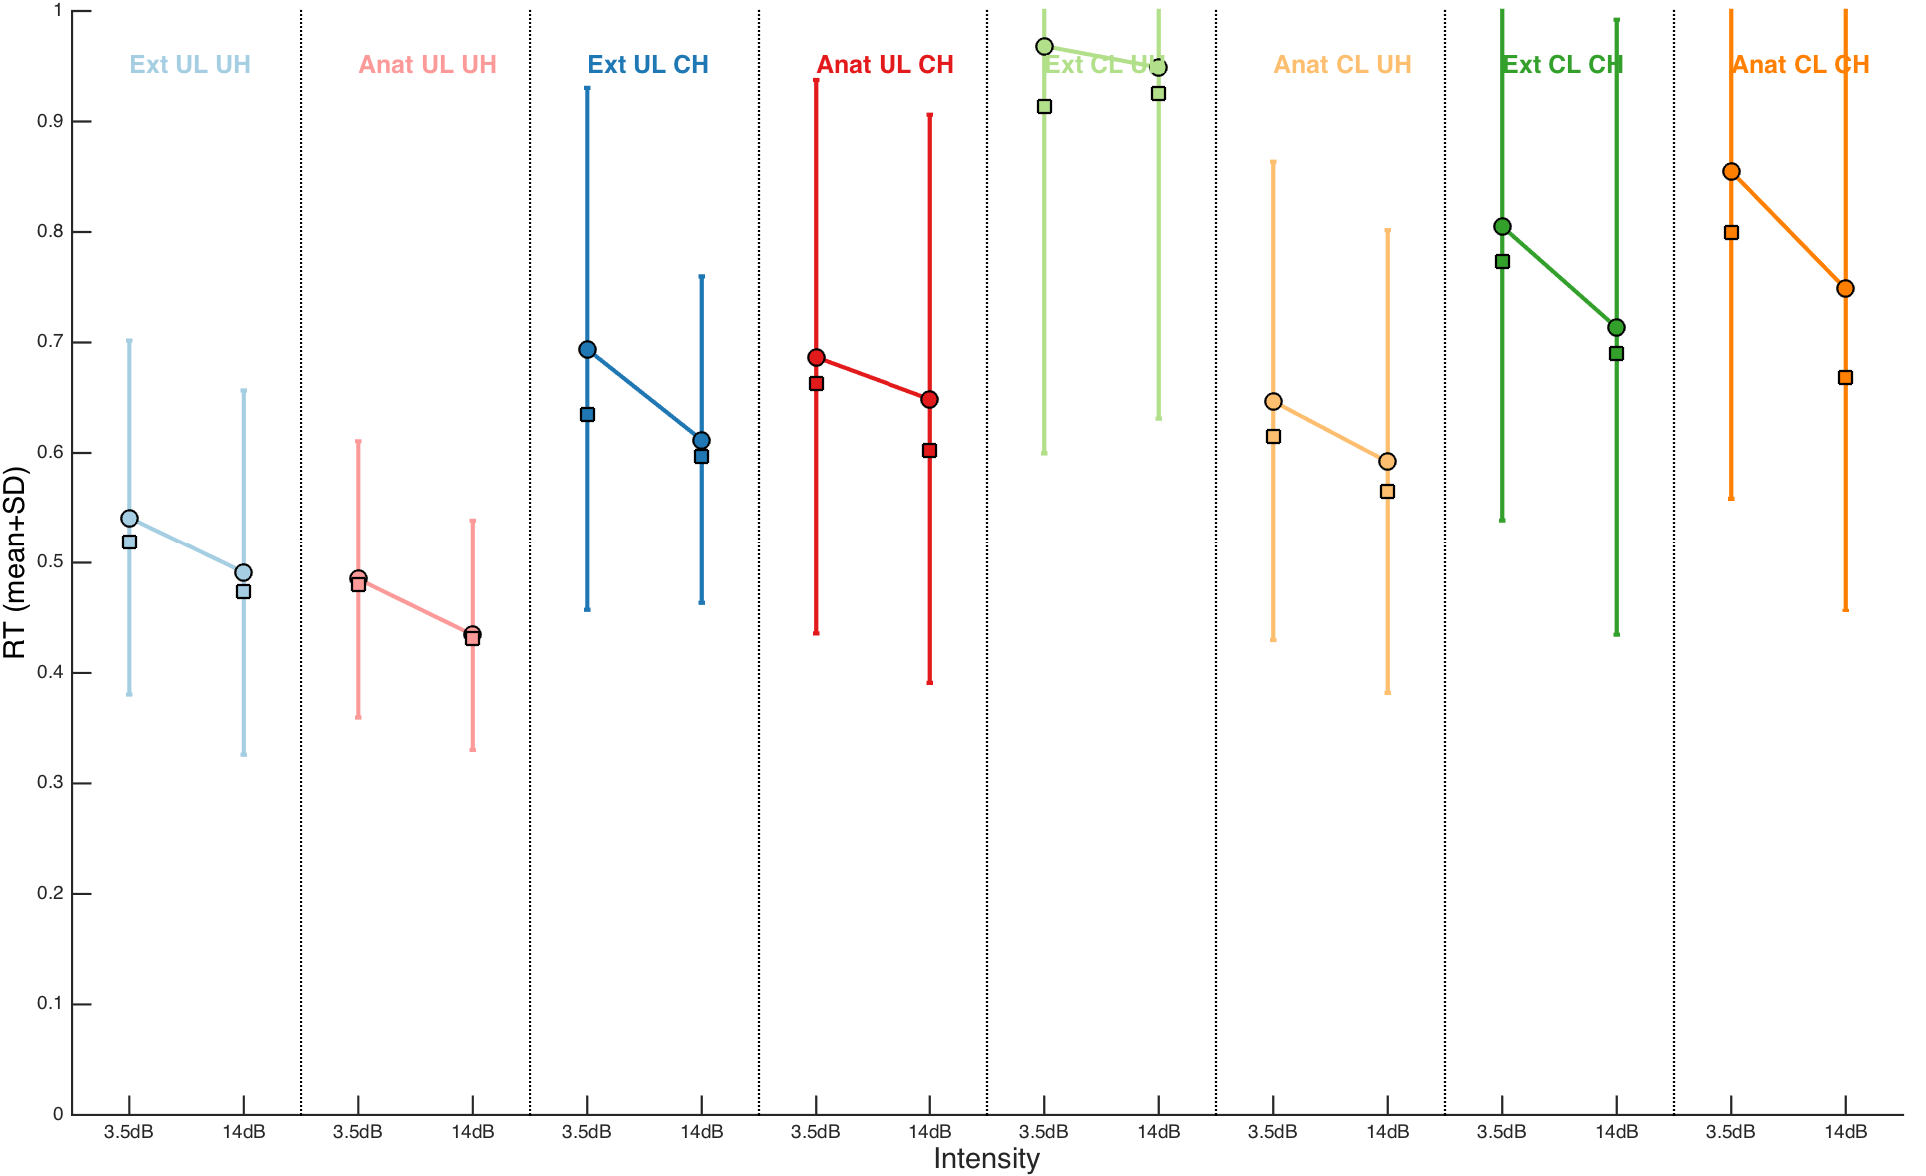 Ext UL UH
Anat UL UH
Ext UL CH
Anat UL CH
Ext CL UH
Anat CL UH
Ext CL CH
Anat CL CH
RT (mean+SD)
1
0.9
0.8
0.7
0.6
0.5
0.4
0.3
0.2
0.1
0
3.5dB 14dB 3.5dB 14dB 3.5dB 14dB 3.5dB 14dB 3.5dB 14dB 3.5dB 14dB 3.5dB 14dB 3.5dB 14dB
Intensity